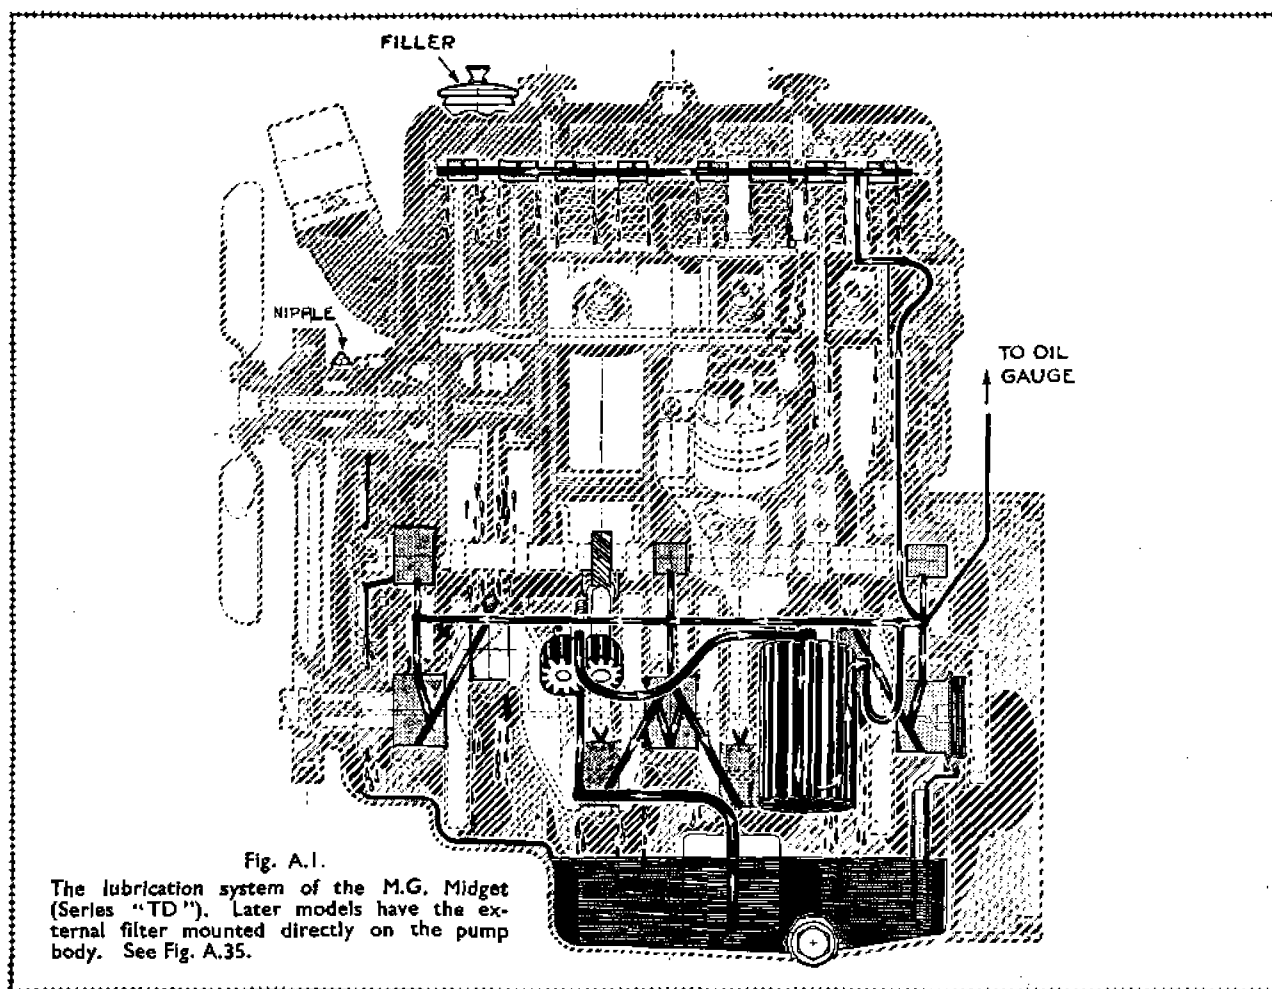 FILLER
NIPPLE
TO OIL
GAUGE
Fig. A.1.
The lubrication system of the M.G. Midget
(Series “TD”). Later models have the ex-
ternal filter mounted directly on the pump
body. See Fig. A.35.